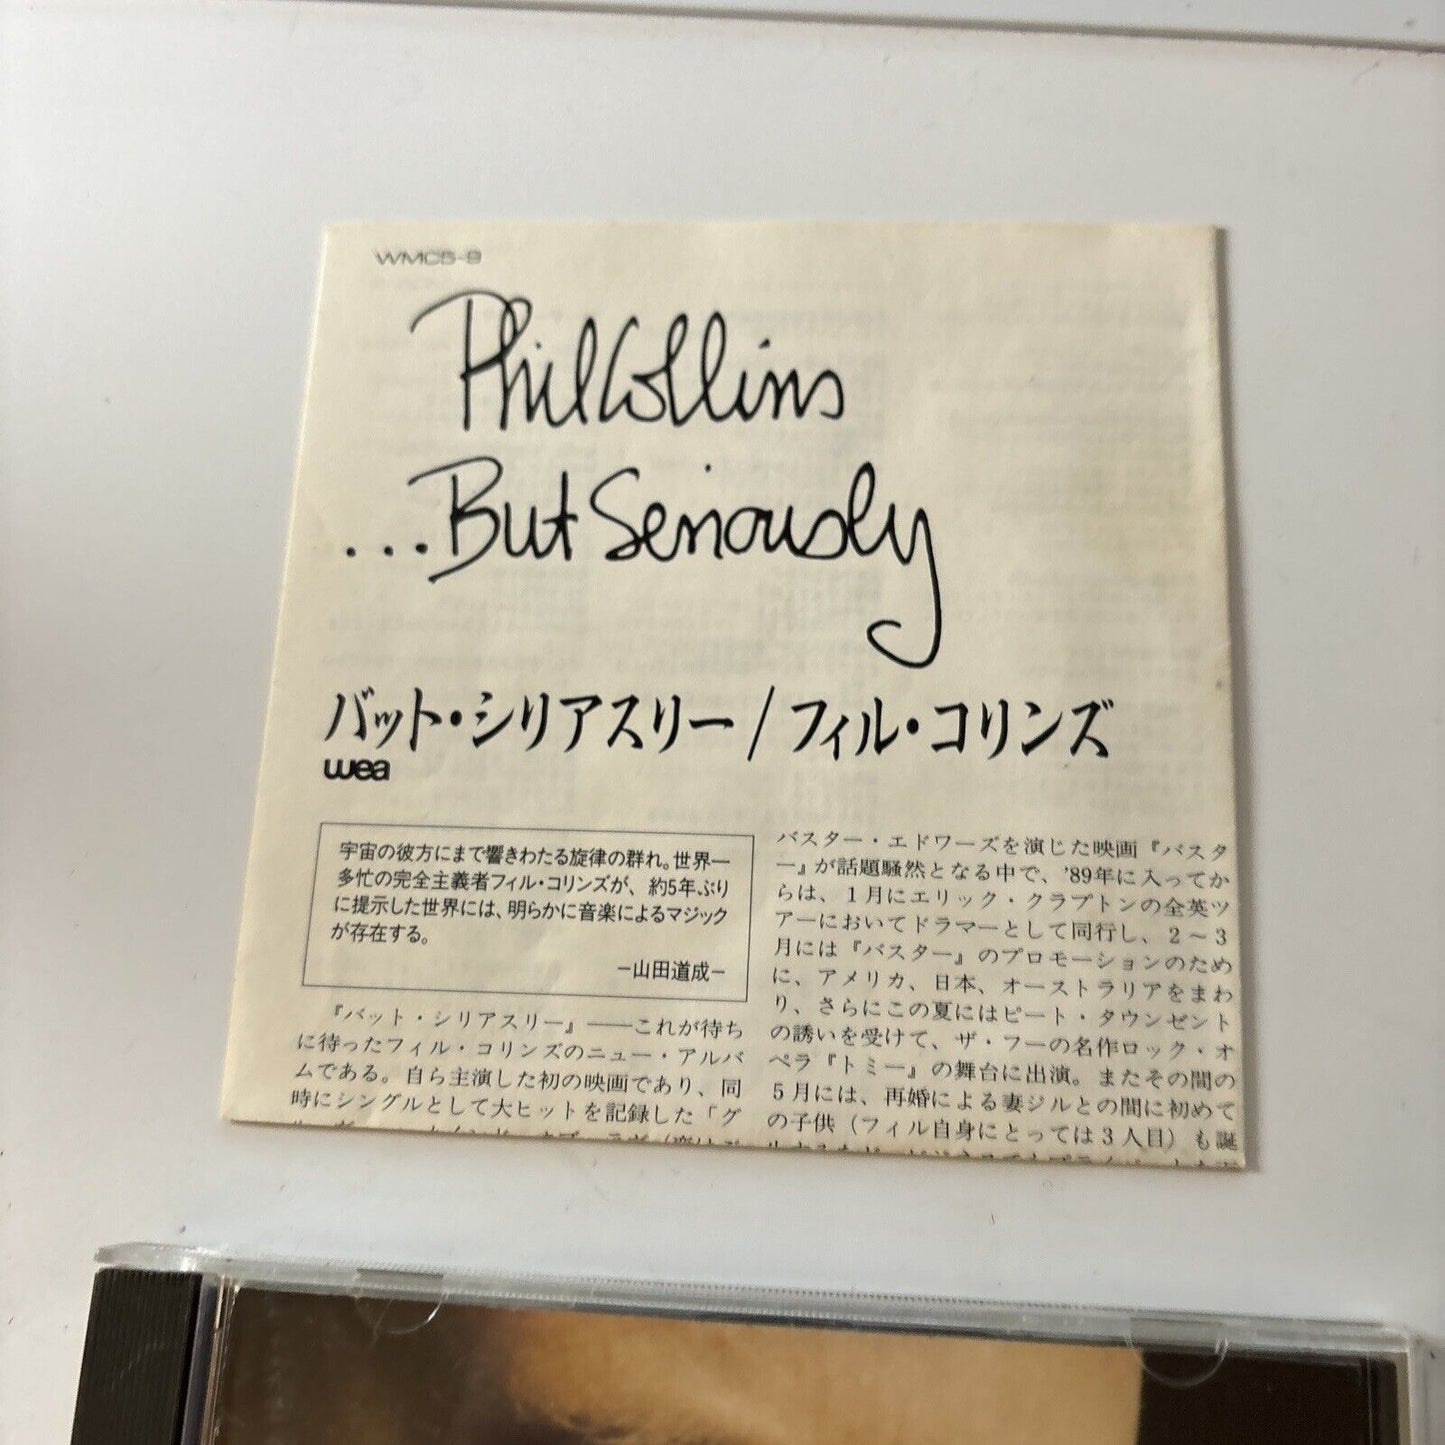 WMC5-9
Phil Collins
...But Seriously
バット・シリアスリー/フィル・コリンズ
wea
宇宙の彼方にまで響きわたる旋律の群れ。世界一
多忙の完全主義者フィル・コリンズが、約5年ぶり
に提示した世界には、明らかに音楽によるマジック
が存在する。
–山田道成–
『バット・シリアスリー』――これが待ち
に待ったフィル・コリンズのニュー・アルバ
ムである。自ら主演した初の映画であり、同
時にシングルとして大ヒットを記録した「グ
バスター・エドワーズを演じた映画『バスタ
ー』が話題騒然となる中で、'89年に入ってか
らは、1月にエリック・クラプトンの全英ツ
アーにおいてドラマーとして同行し、2～3
月には『バスター』のプロモーションのため
に、アメリカ、日本、オーストラリアをまわ
り、さらにこの夏にはピート・タウンゼント
の誘いを受けて、ザ・フーの名作ロック・オ
ペラ『トミー』の舞台に出演。またその間の
5月には、再婚による妻ジルとの間に初めて
の子供（フィル自身にとっては3人目）も誕